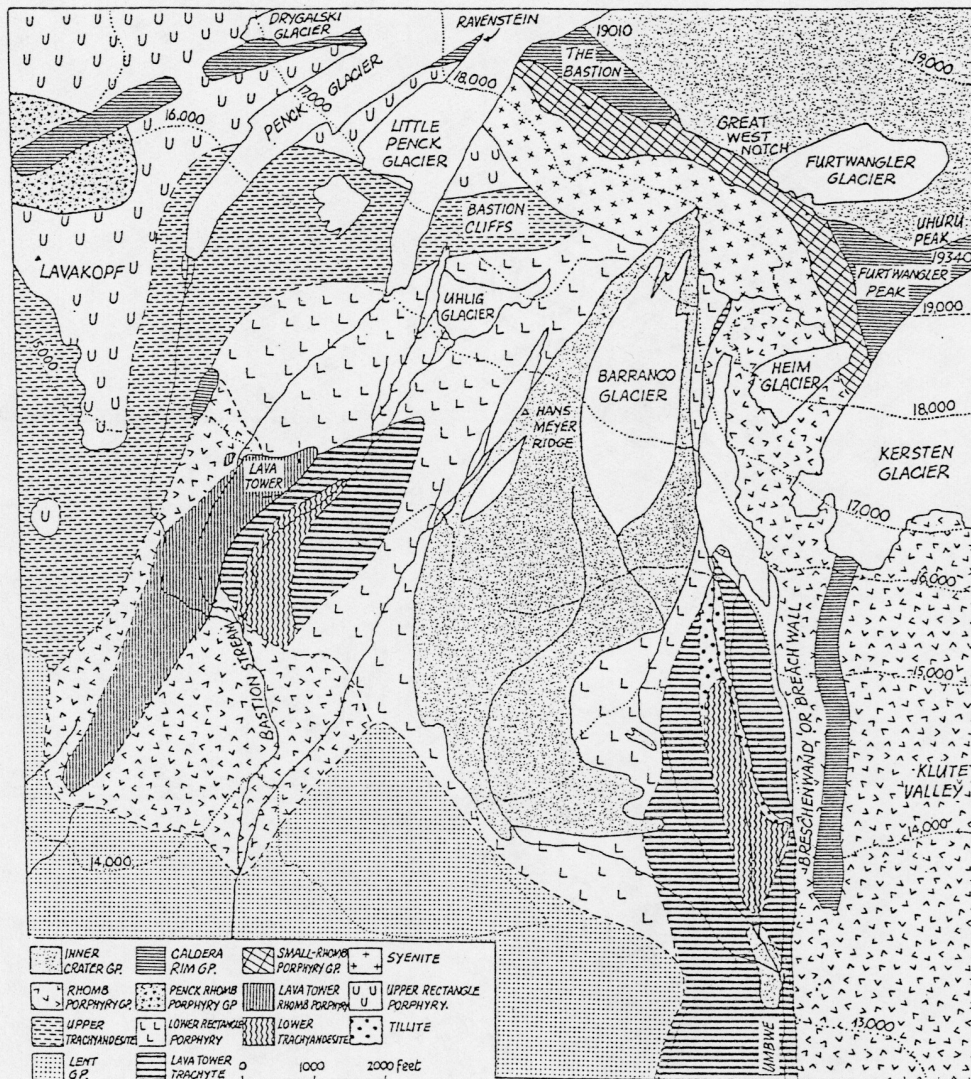 DRYGALSKI
GLACIER
RAVENSTEIN
19010
THE
BASTION
19,000
PENCK GLACIER
17,000
18,000
16,000
LITTLE
PENCK
GLACIER
GREAT
WEST
NOTCH
FURTWANGLER
GLACIER
BASTION
CLIFFS
UHURU
PEAK
19340
FURTWANGLER
PEAK
19,000
LAVAKOPF
15,000
UHLIG
GLACIER
BARRANCO
GLACIER
HEIM
GLACIER
18,000
HANS
MEYER
RIDGE
KERSTEN
GLACIER
LAVA
TOWER
17,000
16,000
BASTION STREAM
'BRESCHENWAND' OR BREACH WALL
15,000
KLUTE
VALLEY
14,000
14,000
UMBWE
13,000
INNER
CRATER GP.
CALDERA
RIM GP.
SMALL-RHOMB
PORPHYRY GP.
SYENITE
RHOMB
PORPHYRY GP.
PENCK RHOMB
PORPHYRY GP
LAVA TOWER
RHOMB PORPHYRY
UPPER RECTANGLE
PORPHYRY.
UPPER
TRACHYANDESITE
LOWER RECTANGLE
PORPHYRY
LOWER
TRACHYANDESITE
TILLITE
LENT
GP.
LAVA TOWER
TRACHYTE
0 1000 2000 feet